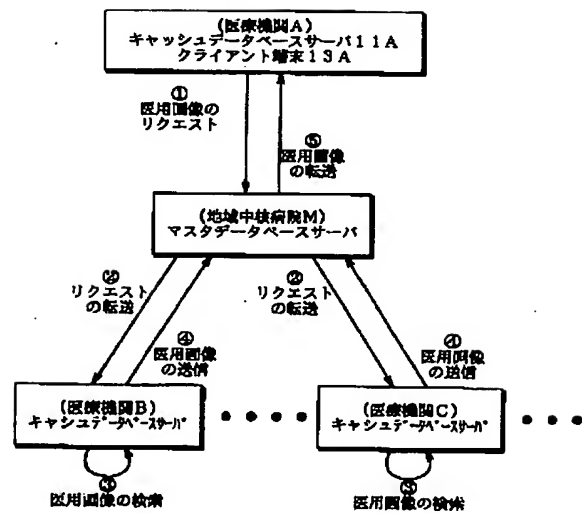 (医療機関A)
キャッシュデータベースサーバ11A
クライアント端末13A
①
医用画像の
リクエスト
⑤
医用画像
の転送
(地域中核病院M)
マスタデータベースサーバ
②
リクエスト
の転送
④
医用画像
の送信
②
リクエスト
の転送
④
医用画像
の送信
(医療機関B)
キャシュデータベースサーバ
(医療機関C)
キャシュデータベースサーバ
③
医用画像の検索
③
医用画像の検索